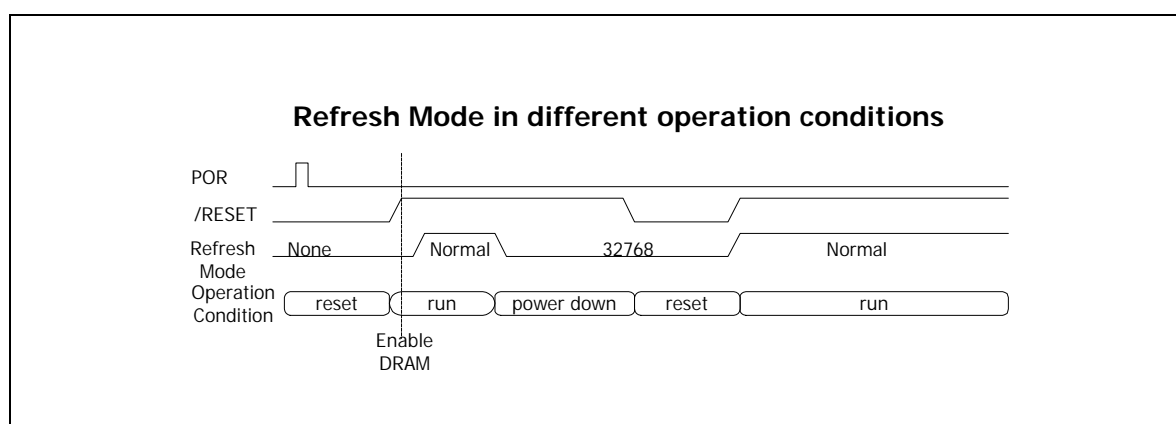 Refresh Mode in different operation conditions
POR
/RESET
Refresh Mode
None
Normal
32768
Normal
Operation Condition
reset
run
power down
reset
run
Enable
DRAM